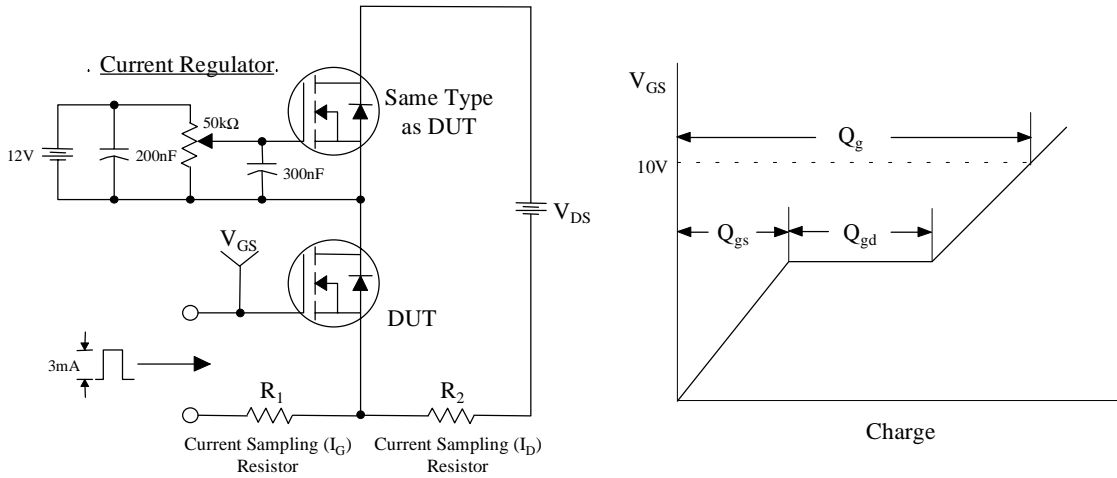 . Current Regulator.
12V
200nF
50kΩ
300nF
Same Type
as DUT
V_DS
V_GS
DUT
3mA
R_1
R_2
Current Sampling (I_G)
Resistor
Current Sampling (I_D)
Resistor
V_GS
10V
Q_g
Q_gs
Q_gd
Charge